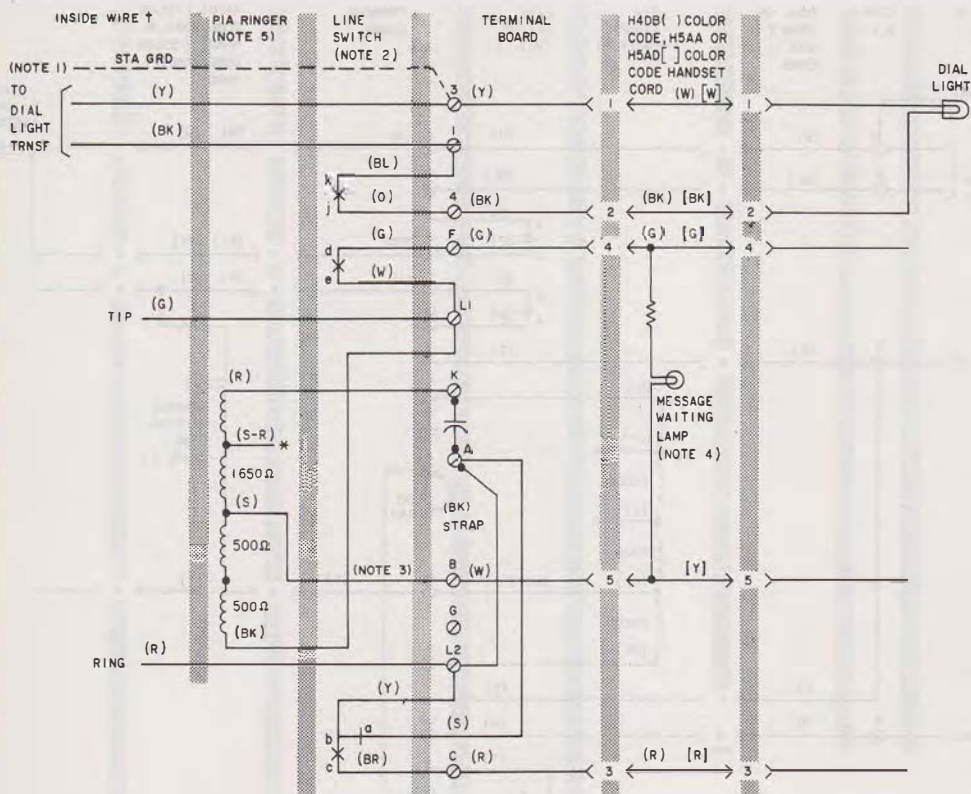 INSIDE WIRE †
PIA RINGER
(NOTE 5)
LINE
SWITCH
(NOTE 2)
TERMINAL
BOARD
H4DB( ) COLOR
CODE, H5AA OR
H5AD[ ] COLOR
CODE HANDSET
CORD (W) [W]
DIAL
LIGHT
(NOTE 1)
STA GRD
TO
DIAL
LIGHT
TRNSF
(Y)
3
(Y)
1
1
(BK)
1
(BL)
K
j
(O)
4
(BK)
2
(BK) [BK]
2
(G)
F
(G)
4
(G) [G]
4
d
e
(W)
TIP
(G)
L1
(R)
K
MESSAGE
WAITING
LAMP
(NOTE 4)
(S-R)
*
A
1650Ω
(S)
(BK)
STRAP
500Ω
(NOTE 3)
B
(W)
5
[Y]
5
G
500Ω
(BK)
RING
(R)
L2
(Y)
a
(S)
b
c
(BR)
C
(R)
3
(R) [R]
3